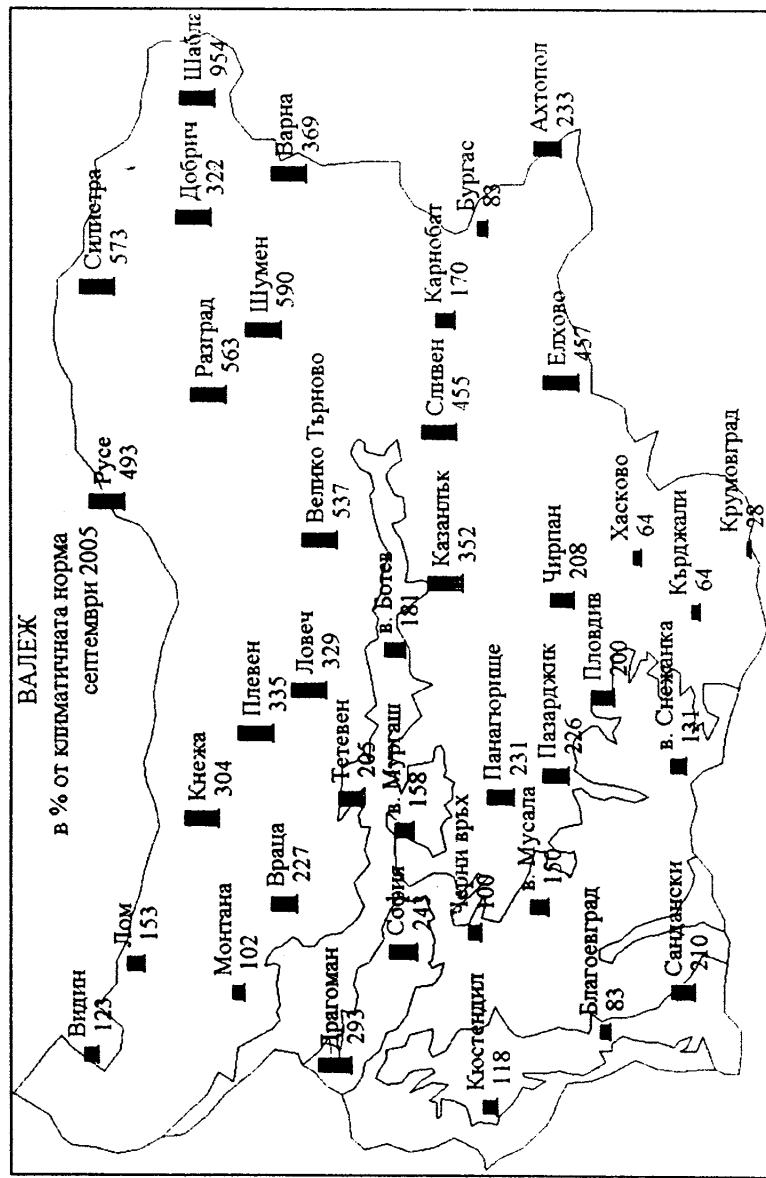 ВАЛЕЖ
в % от климатичната норма
септември 2005
Видин
123
Лом
153
Монтана
102
Враца
227
Кнежа
304
Плевен
335
Ловеч
329
Русе
493
Велико Търново
537
Разград
563
Силистра
573
Шумен
590
Добрич
322
Шабла
954
Варна
369
Драгоман
293
София
243
в. Мургаш
158
Тетевен
205
в. Ботев
181
Казанлък
352
Сливен
455
Карнобат
170
Бургас
83
Ахтопол
233
Елхово
457
Кюстендил
118
Черни връх
100
в. Мусала
150
Панагюрище
231
Пазарджик
226
Пловдив
200
Чирпан
208
Хасково
64
Кърджали
64
Крумовград
28
Благоевград
83
Сандански
210
в. Снежанка
131